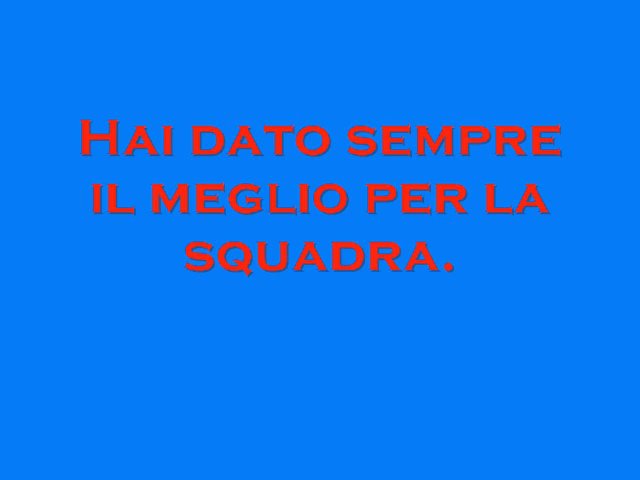 Hai dato sempre
il meglio per la
squadra.